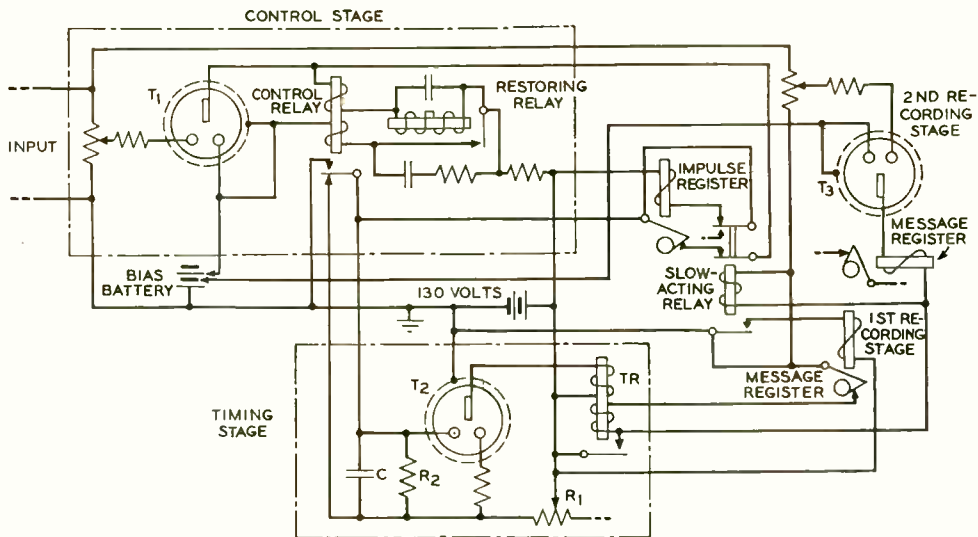 CONTROL STAGE
T1
CONTROL
RELAY
RESTORING
RELAY
2ND RE-
CORDING
STAGE
INPUT
IMPULSE
REGISTER
T3
MESSAGE
REGISTER
BIAS
BATTERY
SLOW-
ACTING
RELAY
130 VOLTS
1ST RE-
CORDING
STAGE
T2
TR
MESSAGE
REGISTER
TIMING
STAGE
C
R2
R1